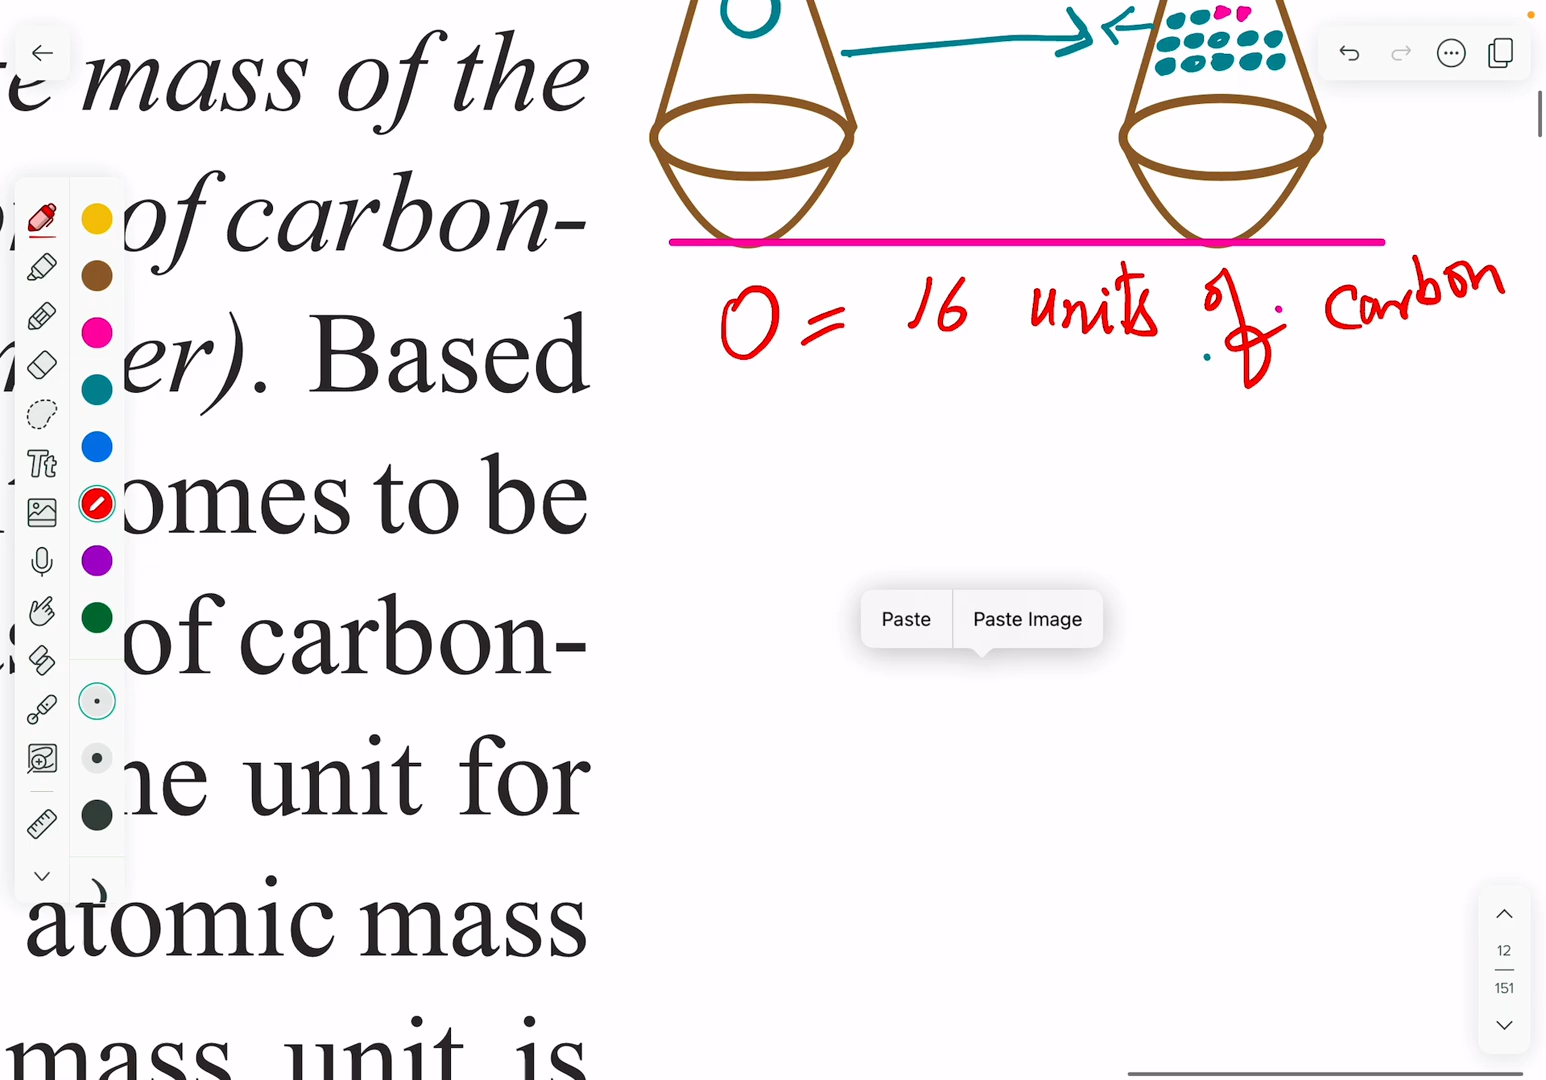 mass of the
of carbon-
er). Based
omes to be
of carbon-
ne unit for
atomic mass
mass unit is
O = 16 units of carbon
Tt
Paste
Paste Image
12
151